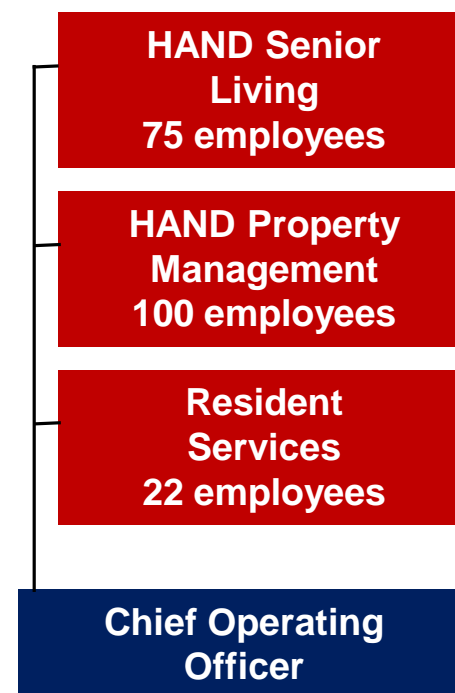 HAND Senior
Living
75 employees
HAND Property
Management
100 employees
Resident
Services
22 employees
Chief Operating
Officer